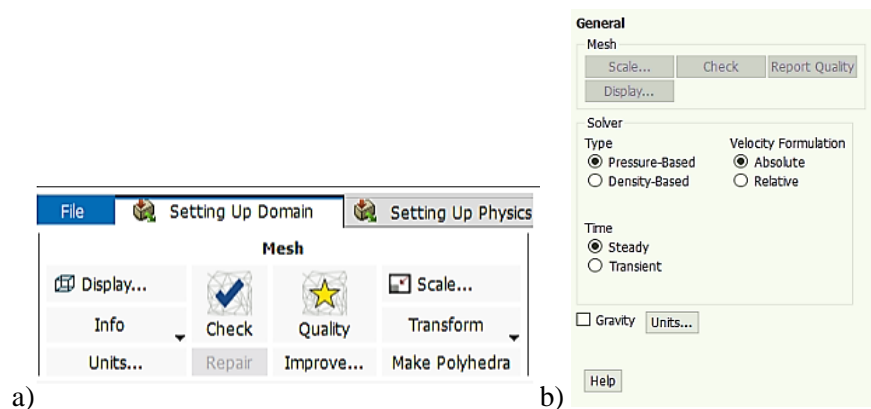 File Setting Up Domain Setting Up Physics
Mesh
Display... Check Quality Scale...
Info Transform
Units... Repair Improve... Make Polyhedra
a)
General
Mesh
Scale... Check Report Quality
Display...
Solver
Type Velocity Formulation
Pressure-Based Absolute
Density-Based Relative
Time
Steady
Transient
Gravity Units...
Help
b)